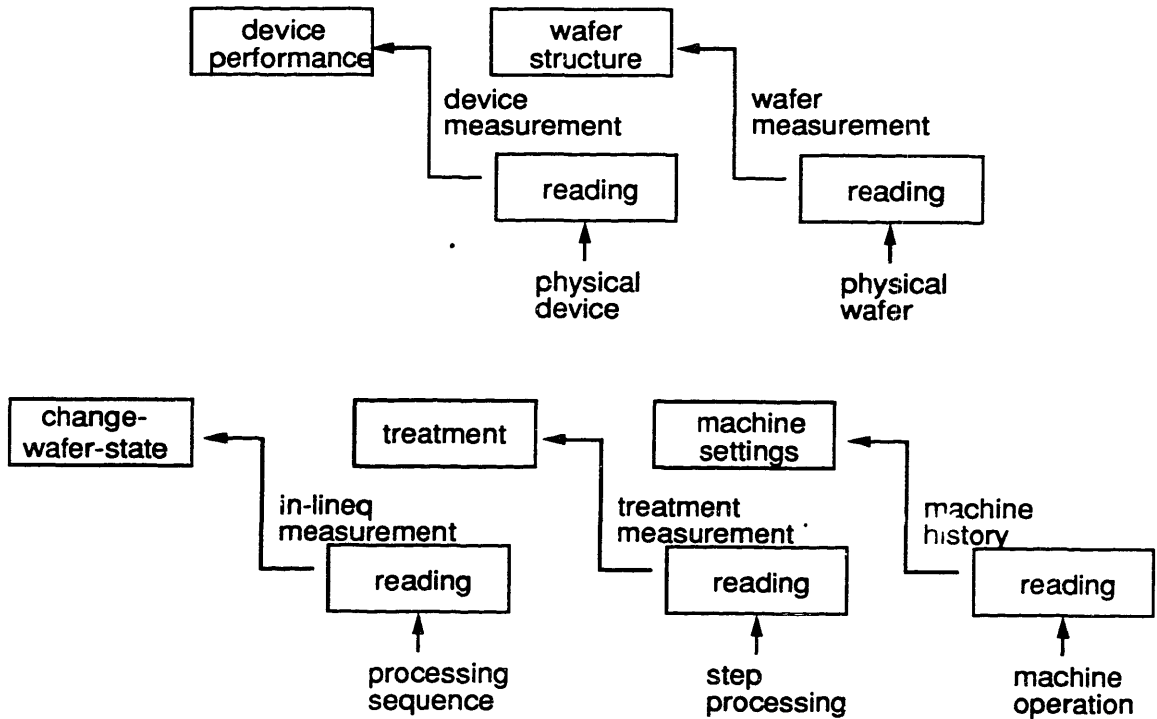 device
performance
wafer
structure
device
measurement
wafer
measurement
reading
reading
physical
device
physical
wafer
change-
wafer-state
treatment
machine
settings
in-lineq
measurement
treatment
measurement
machine
history
reading
reading
reading
processing
sequence
step
processing
machine
operation